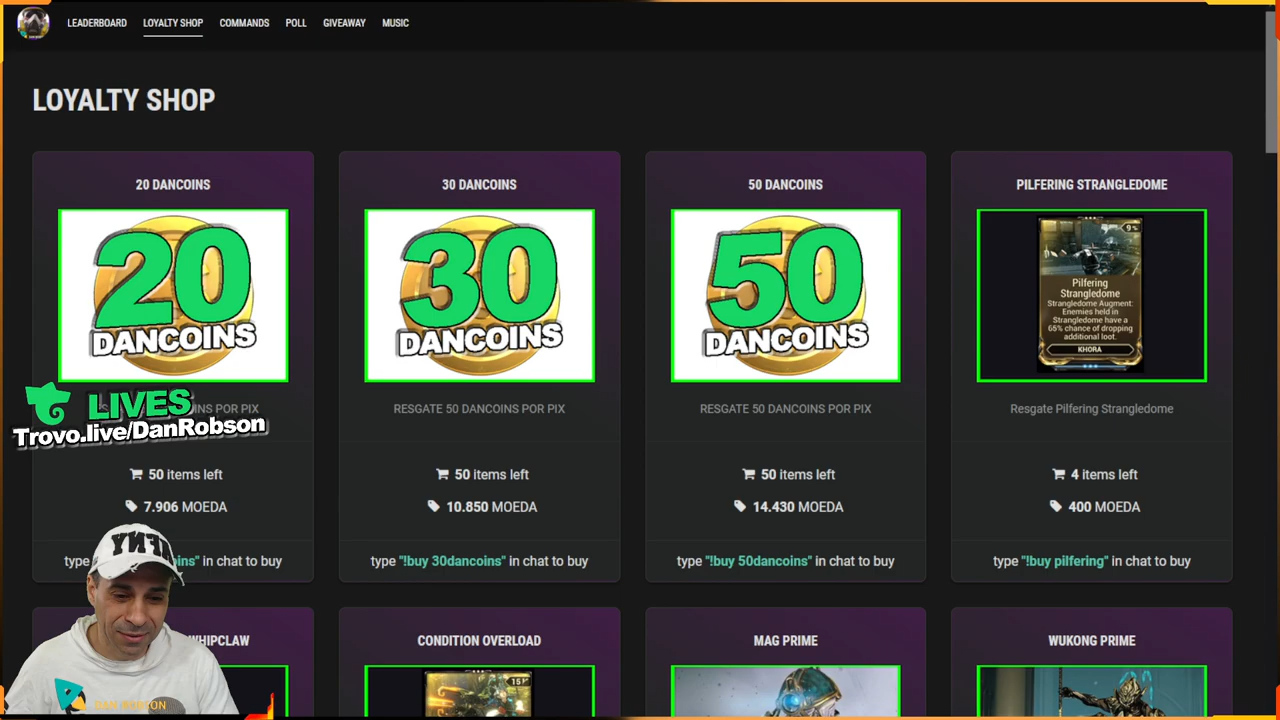 LEADERBOARD LOYALTY SHOP COMMANDS POLL GIVEAWAY MUSIC
LOYALTY SHOP
20 DANCOINS
20
DANCOINS
INS POR PIX
50 items left
7.906 MOEDA
type oins" in chat to buy
30 DANCOINS
30
DANCOINS
RESGATE 50 DANCOINS POR PIX
50 items left
10.850 MOEDA
type "!buy 30dancoins" in chat to buy
50 DANCOINS
50
DANCOINS
RESGATE 50 DANCOINS POR PIX
50 items left
14.430 MOEDA
type "!buy 50dancoins" in chat to buy
PILFERING STRANGLEDOME
9
Pilfering
Strangledome
Strangledome Augment:
Enemies held in
Strangledome have a
65% chance of dropping
additional loot.
KHORA
Resgate Pilfering Strangledome
4 items left
400 MOEDA
type "!buy pilfering" in chat to buy
LIVES
Trovo.live/DanRobson
WHIPCLAW
CONDITION OVERLOAD
15
MAG PRIME
WUKONG PRIME
DAN ROBSON